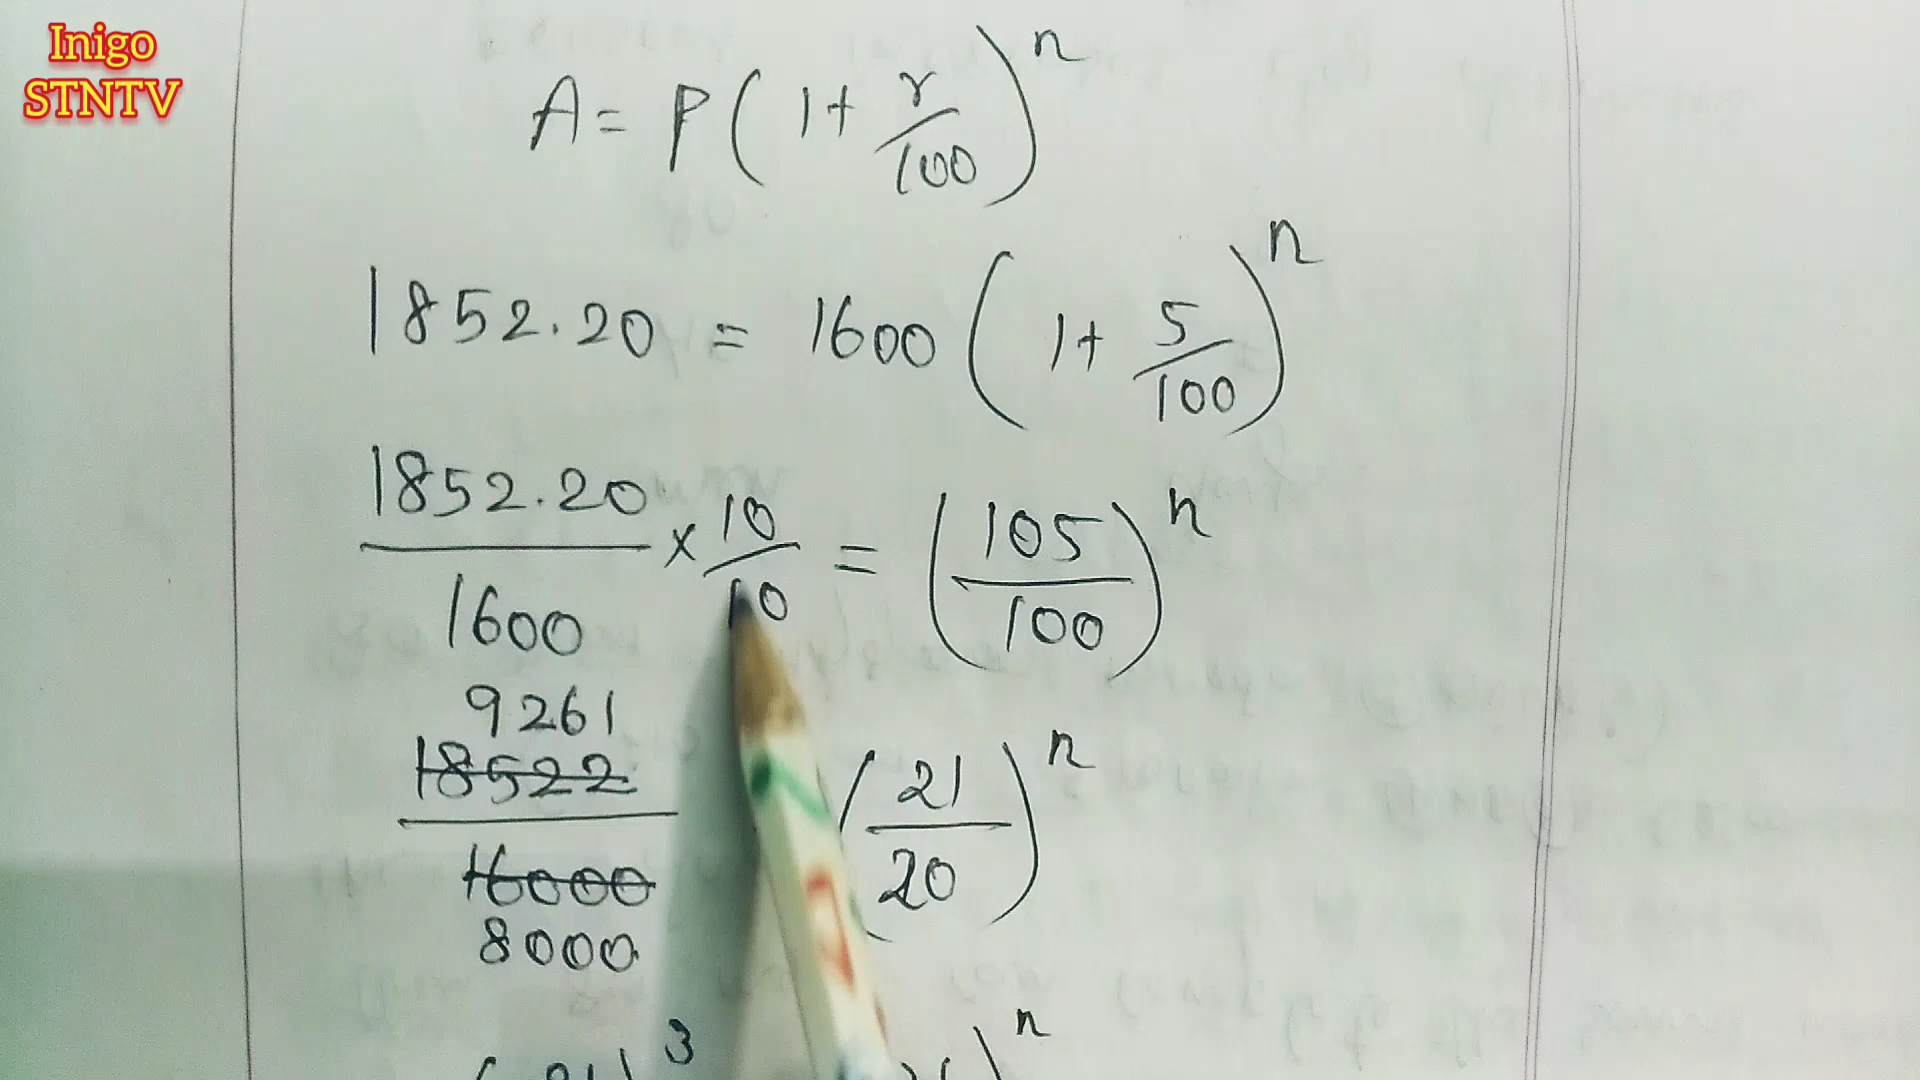 Inigo
STNTV
A = P(1 + r/100)^n
1852.20 = 1600(1 + 5/100)^n
1852.20/1600 × 10/10 = (105/100)^n
9261
18522/16000 (21/20)^n
8000
3 n